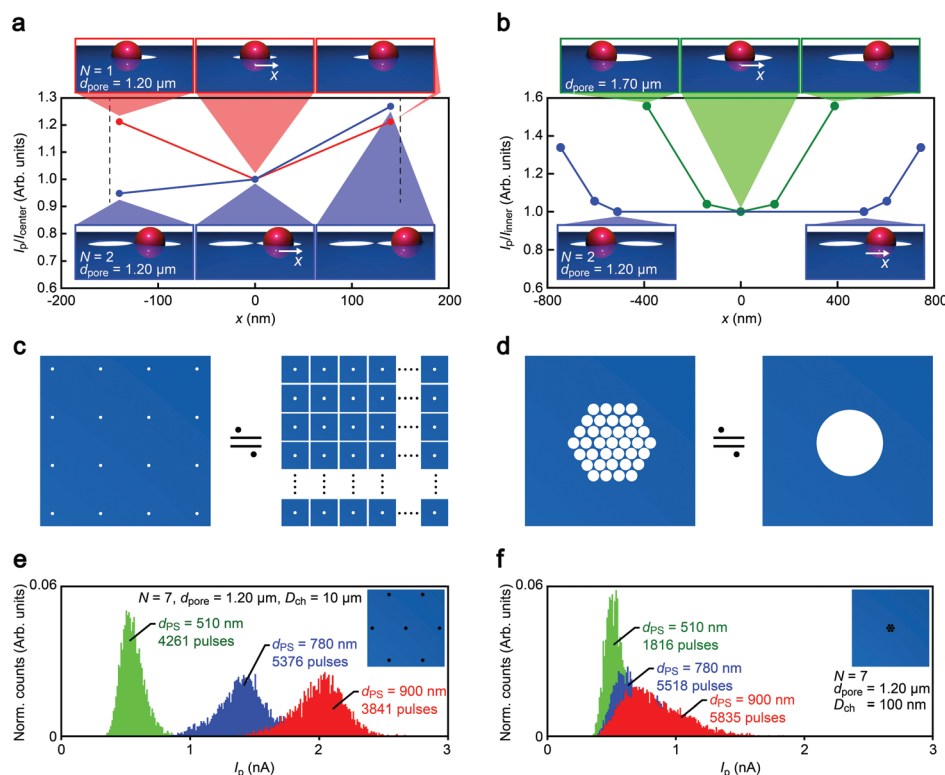 a
N = 1
d_pore = 1.20 µm
x
I_p/I_center (Arb. units)
1.3
1.2
1.1
1.0
0.9
0.8
0.7
0.6
N = 2
d_pore = 1.20 µm
x
-200
-100
0
100
200
x (nm)
b
d_pore = 1.70 µm
x
I_p/I_inner (Arb. units)
1.6
1.4
1.2
1.0
0.8
0.6
N = 2
d_pore = 1.20 µm
x
-800
-400
0
400
800
x (nm)
c
≒
d
≒
e
Norm. counts (Arb. units)
0.06
0
N = 7, d_pore = 1.20 µm, D_ch = 10 µm
d_PS = 510 nm
4261 pulses
d_PS = 780 nm
5376 pulses
d_PS = 900 nm
3841 pulses
0
1
2
3
I_p (nA)
f
Norm. counts (Arb. units)
0.06
0
d_PS = 510 nm
1816 pulses
d_PS = 780 nm
5518 pulses
d_PS = 900 nm
5835 pulses
N = 7
d_pore = 1.20 µm
D_ch = 100 nm
0
1
2
3
I_p (nA)